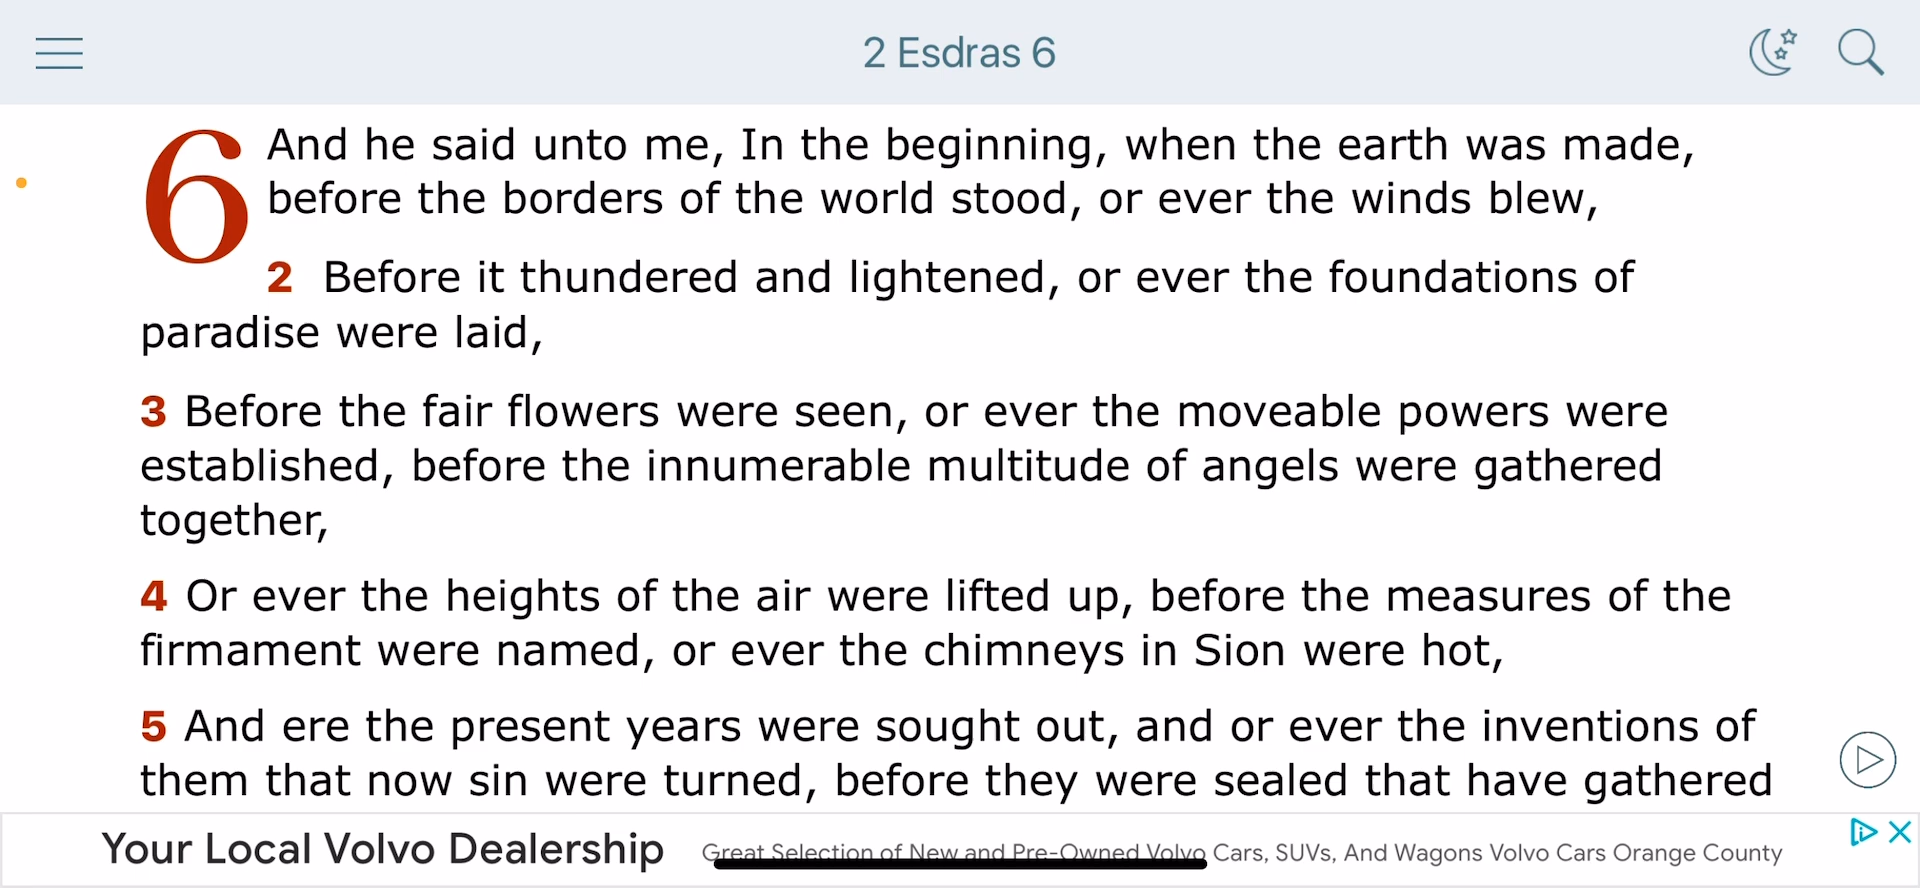 2 Esdras 6
6 And he said unto me, In the beginning, when the earth was made,
before the borders of the world stood, or ever the winds blew,
2 Before it thundered and lightened, or ever the foundations of
paradise were laid,
3 Before the fair flowers were seen, or ever the moveable powers were
established, before the innumerable multitude of angels were gathered
together,
4 Or ever the heights of the air were lifted up, before the measures of the
firmament were named, or ever the chimneys in Sion were hot,
5 And ere the present years were sought out, and or ever the inventions of
them that now sin were turned, before they were sealed that have gathered
Your Local Volvo Dealership
Great Selection of New and Pre-Owned Volvo Cars, SUVs, And Wagons Volvo Cars Orange County